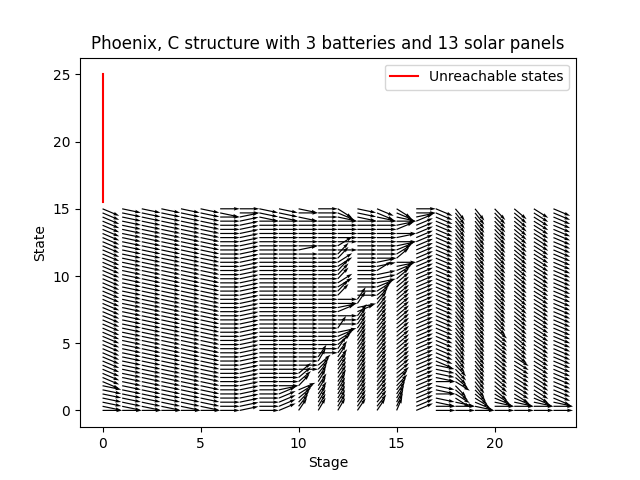 Phoenix, C structure with 3 batteries and 13 solar panels
Unreachable states
25
20
15
10
5
0
State
0 5 10 15 20
Stage